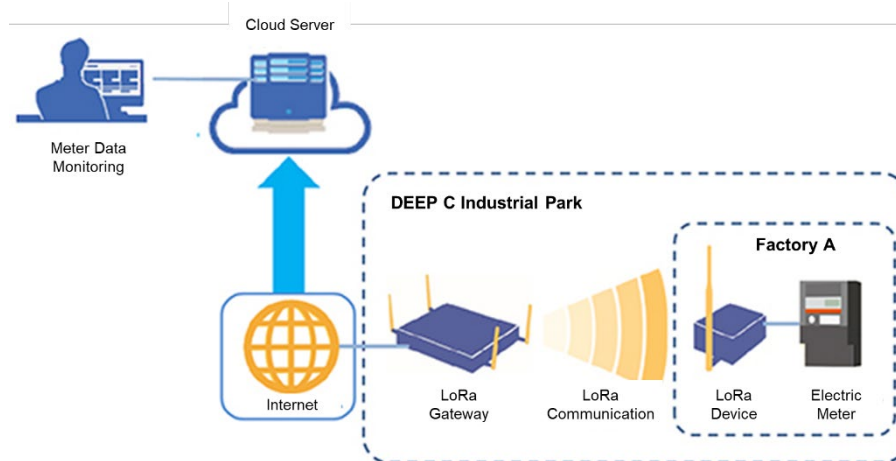 Cloud Server
Meter Data
Monitoring
DEEP C Industrial Park
Factory A
Internet
LoRa
Gateway
LoRa
Communication
LoRa
Device
Electric
Meter